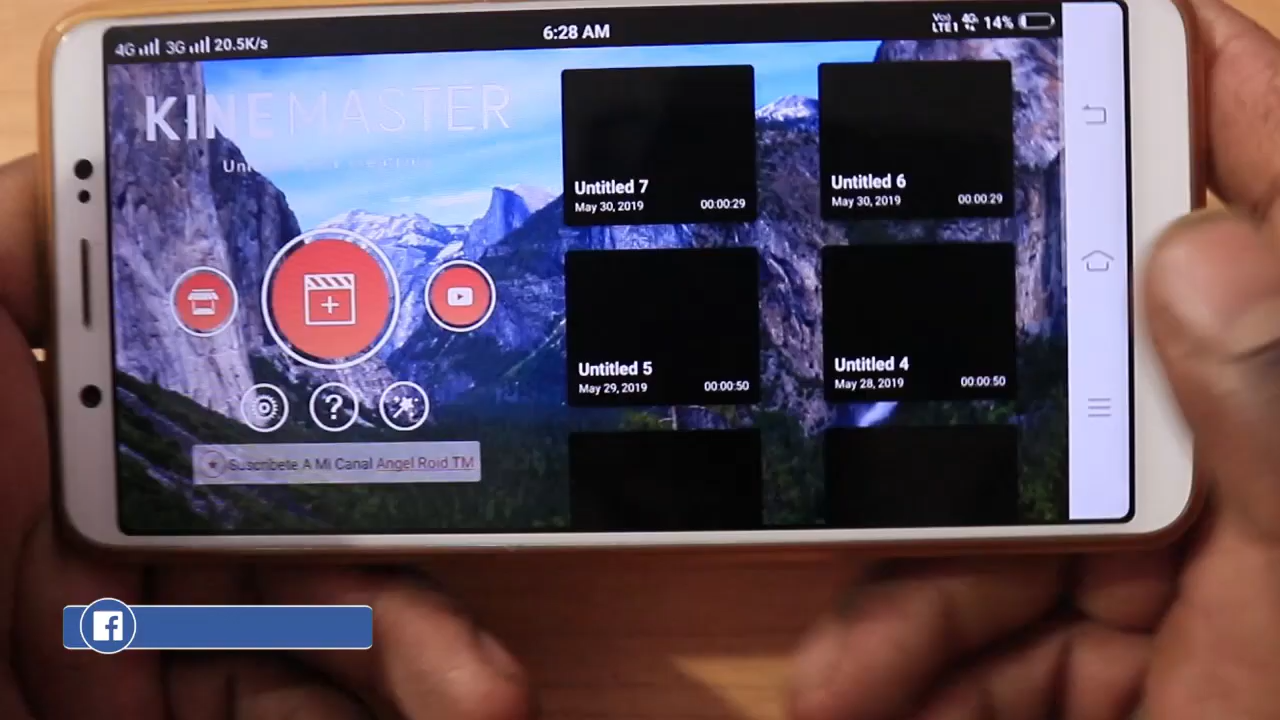 4G 3G 20.5K/s
6:28 AM
14%
KINEMASTER
Untitled 7
May 30, 2019 00:00:29
Untitled 6
May 30, 2019 00:00:29
Untitled 5
May 29, 2019 00:00:50
Untitled 4
May 28, 2019 00:00:50
Suscribete A Mi Canal Angel Roid TM